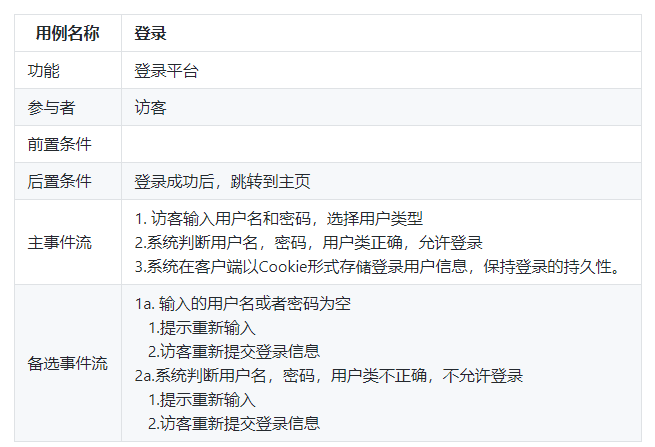 用例名称 登录
功能 登录平台
参与者 访客
前置条件
后置条件 登录成功后，跳转到主页
主事件流
1. 访客输入用户名和密码，选择用户类型
2.系统判断用户名，密码，用户类正确，允许登录
3.系统在客户端以Cookie形式存储登录用户信息，保持登录的持久性。
备选事件流
1a. 输入的用户名或者密码为空
1.提示重新输入
2.访客重新提交登录信息
2a.系统判断用户名，密码，用户类不正确，不允许登录
1.提示重新输入
2.访客重新提交登录信息